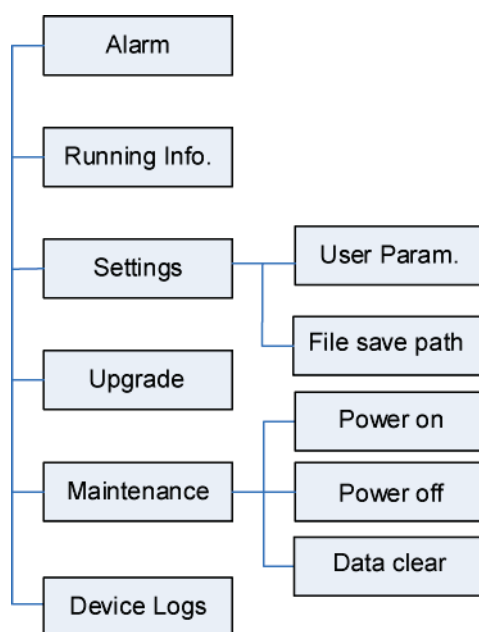 Alarm
Running Info.
Settings
User Param.
File save path
Upgrade
Maintenance
Power on
Power off
Data clear
Device Logs